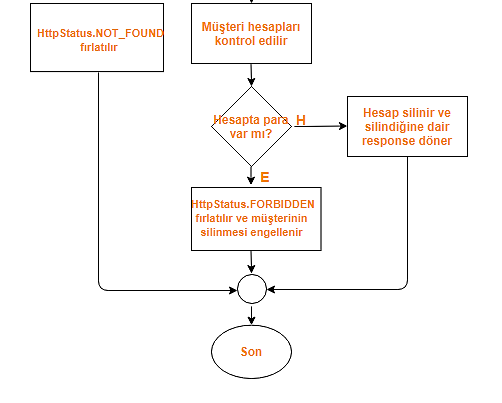 HttpStatus.NOT_FOUND
fırlatılır
Müşteri hesapları
kontrol edilir
Hesapta para
var mı?
H
Hesap silinir ve
silindiğine dair
response döner
E
HttpStatus.FORBIDDEN
fırlatılır ve müşterinin
silinmesi engellenir
Son